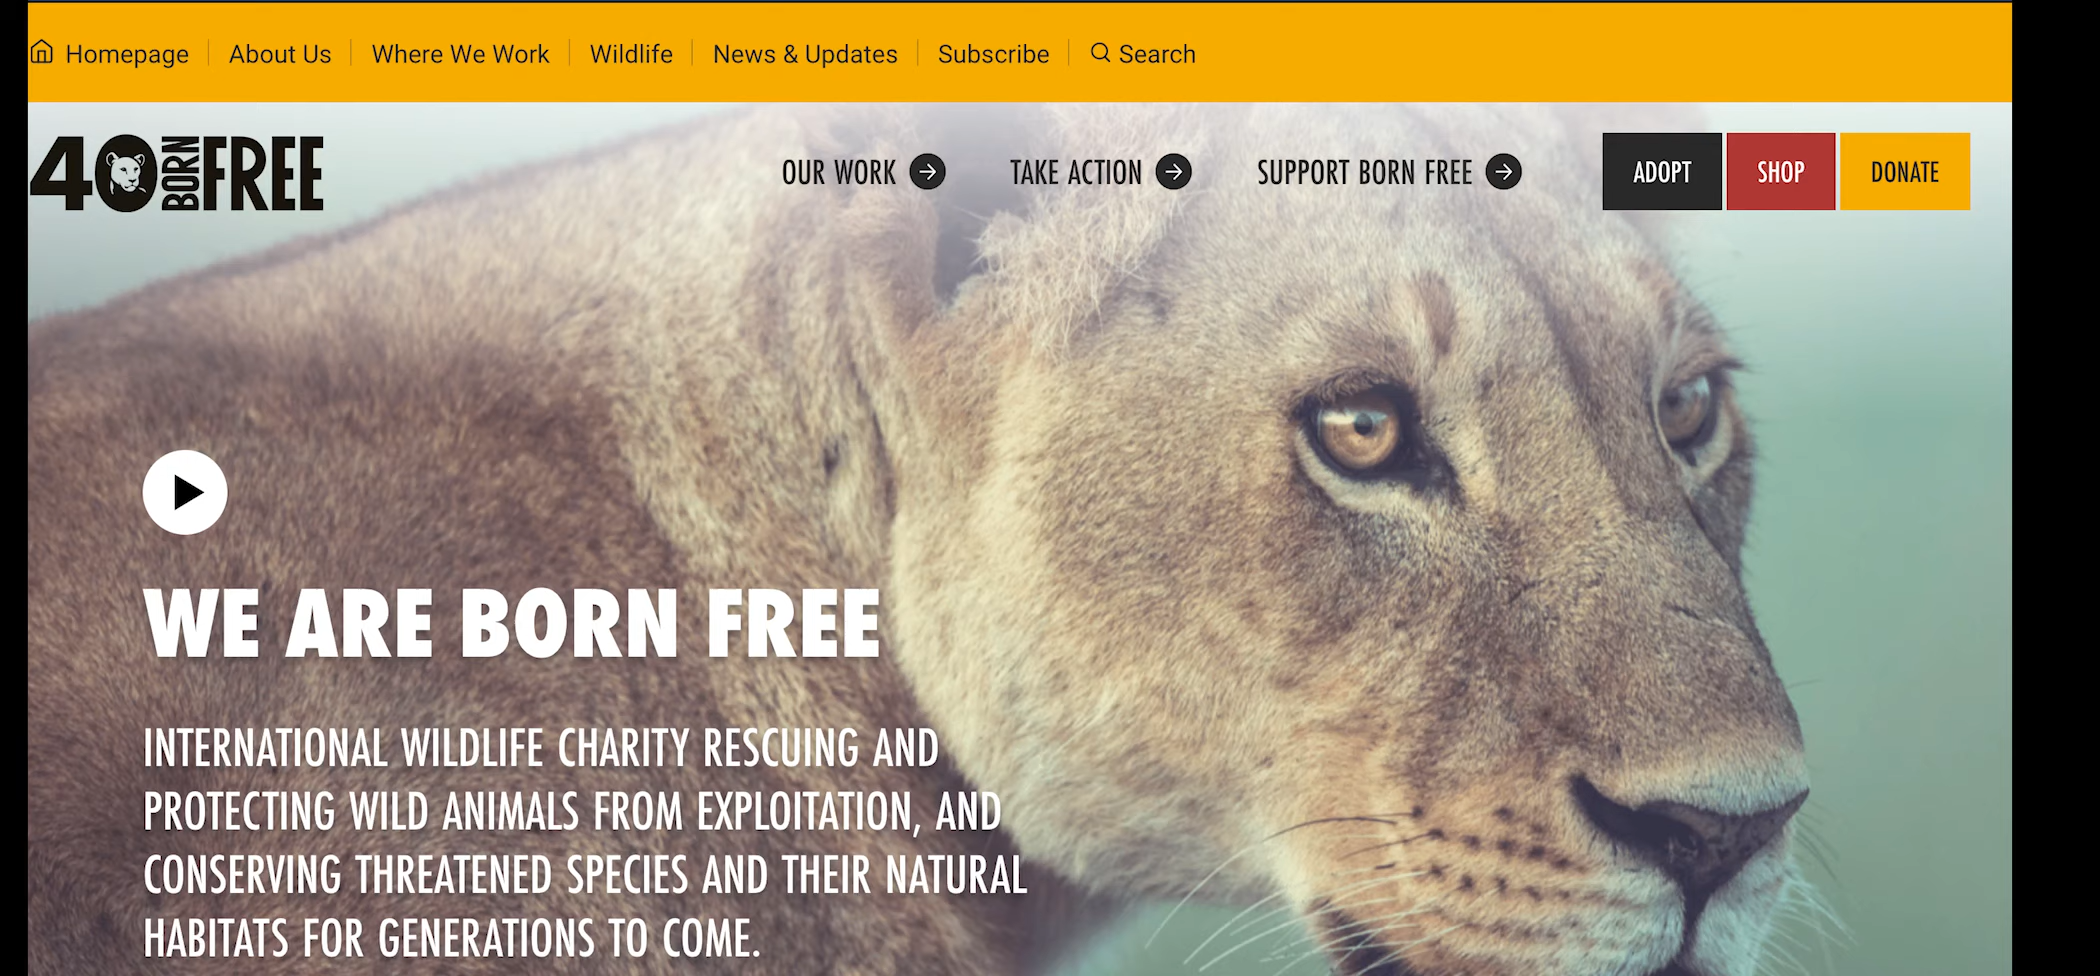 Homepage
About Us
Where We Work
Wildlife
News & Updates
Subscribe
Search
40 BORN FREE
OUR WORK
TAKE ACTION
SUPPORT BORN FREE
ADOPT
SHOP
DONATE
WE ARE BORN FREE
INTERNATIONAL WILDLIFE CHARITY RESCUING AND
PROTECTING WILD ANIMALS FROM EXPLOITATION, AND
CONSERVING THREATENED SPECIES AND THEIR NATURAL
HABITATS FOR GENERATIONS TO COME.